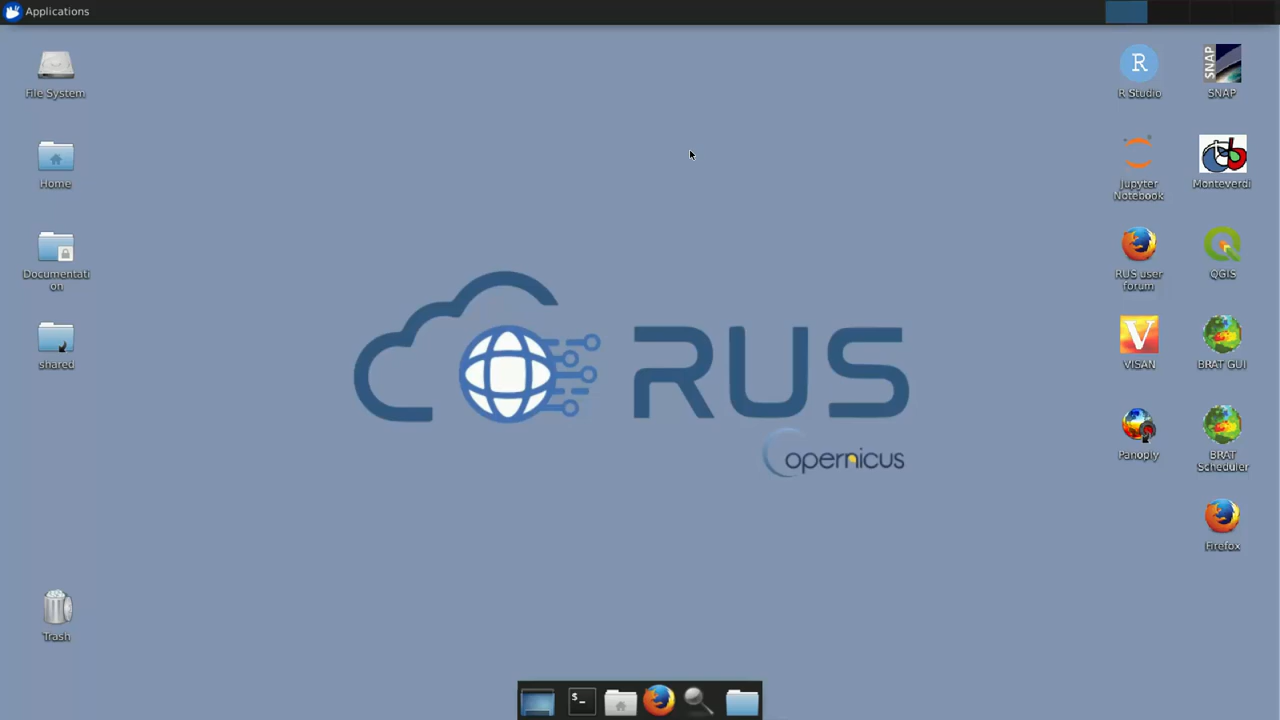 Applications
File System
Home
Documentati
on
shared
Trash
RUS
opernicus
R
R Studio
SNAP
SNAP
Jupyter
Notebook
Monteverdi
RUS user
forum
QGIS
V
VISAN
BRAT GUI
Panoply
BRAT
Scheduler
Firefox
$_